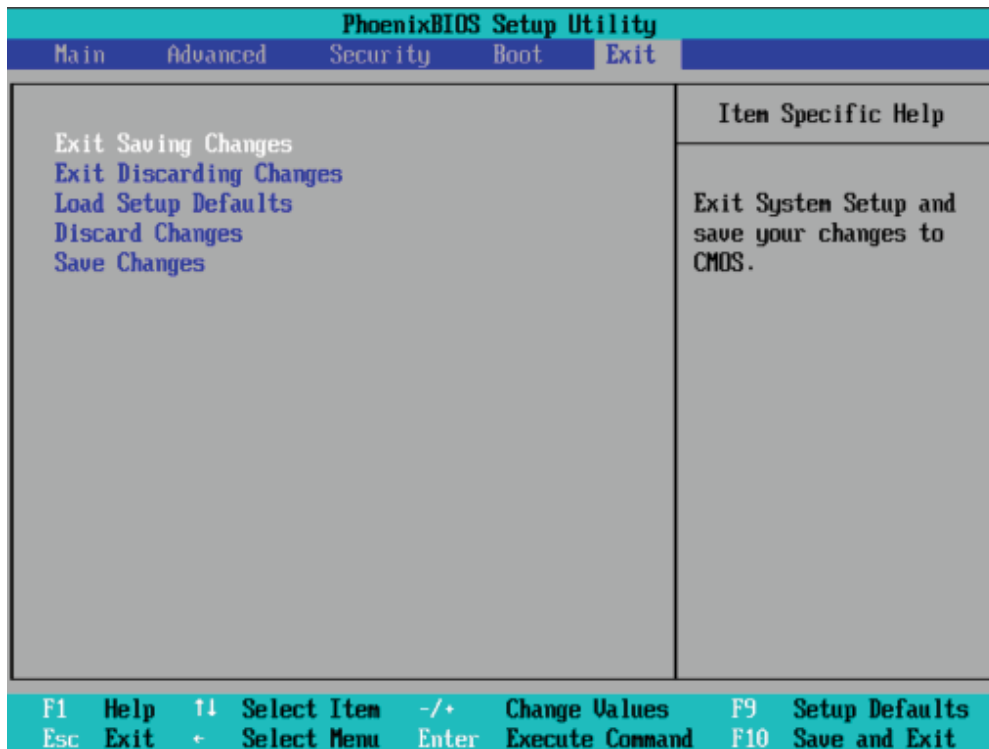 PhoenixBIOS Setup Utility
Main Advanced Security Boot Exit
Item Specific Help
Exit Saving Changes
Exit Discarding Changes
Load Setup Defaults
Discard Changes
Save Changes
Exit System Setup and
save your changes to
CMOS.
F1 Help ↑↓ Select Item -/+ Change Values F9 Setup Defaults
Esc Exit ← Select Menu Enter Execute Command F10 Save and Exit